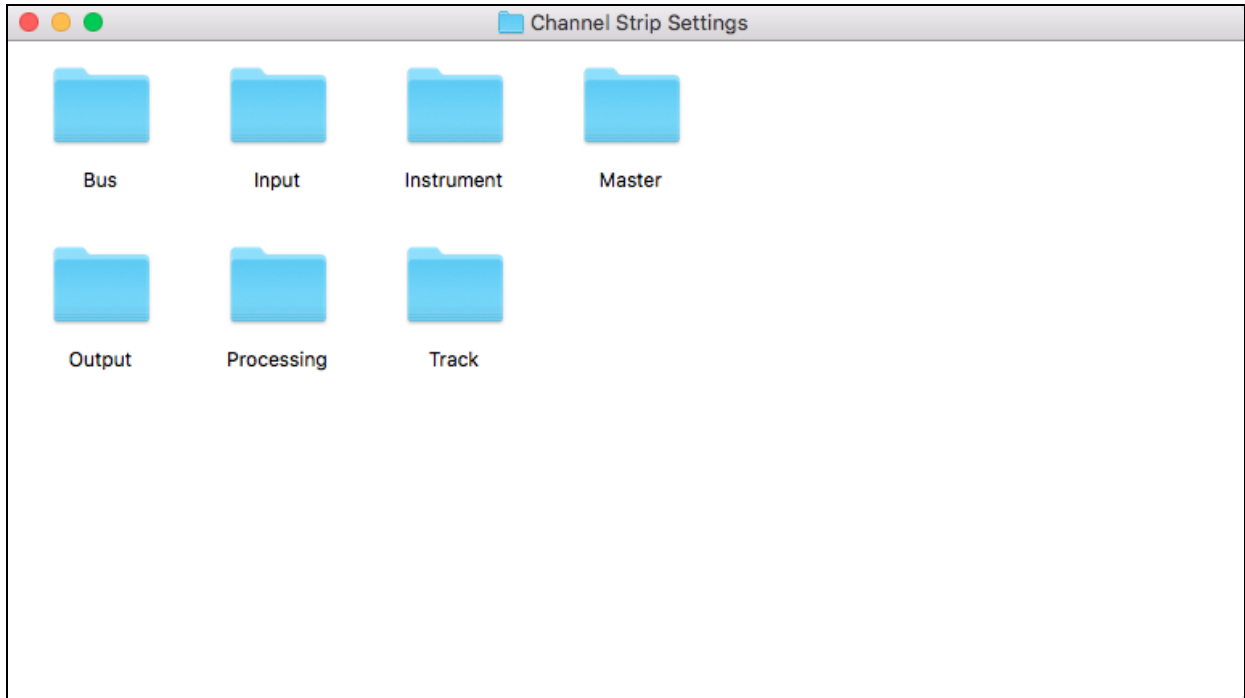 Channel Strip Settings
Bus Input Instrument Master
Output Processing Track